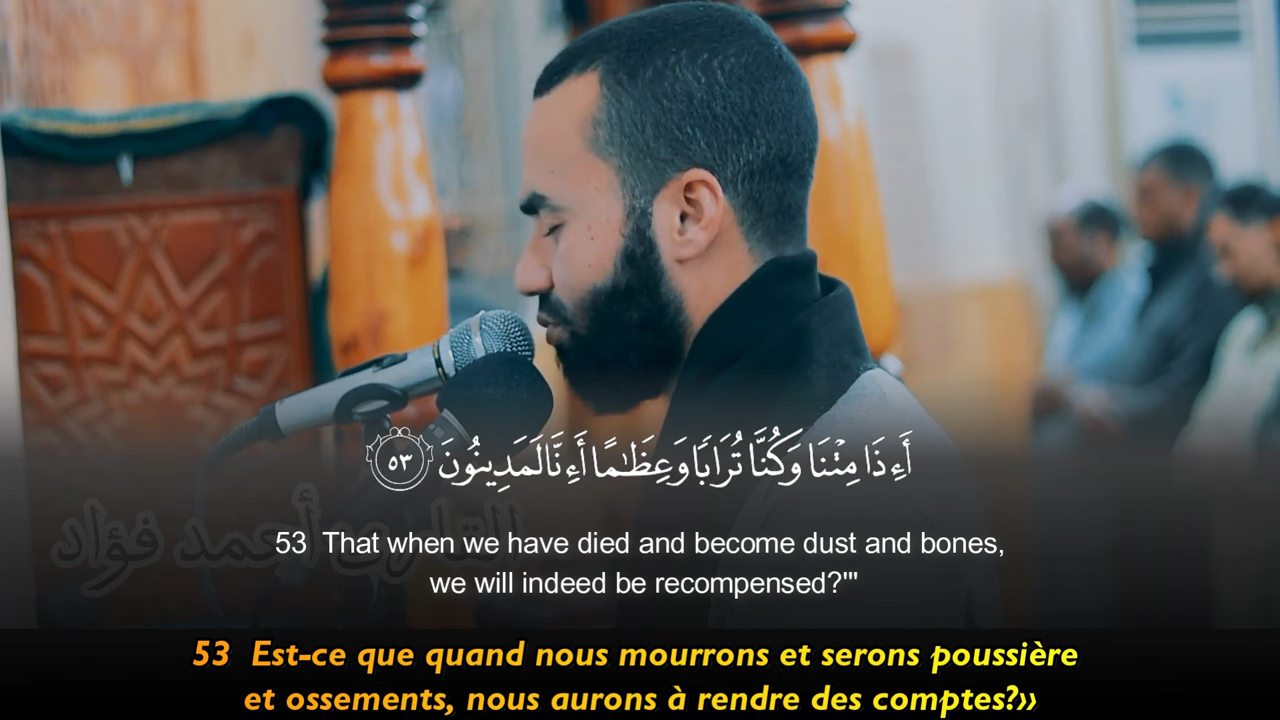 أَءِذَا مِتْنَا وَكُنَّا تُرَابًا وَعِظَٰمًا أَءِنَّا لَمَدِينُونَ ٥٣
القارئ أحمد فؤاد
53 That when we have died and become dust and bones,
we will indeed be recompensed?'"
53 Est-ce que quand nous mourrons et serons poussière
et ossements, nous aurons à rendre des comptes?››